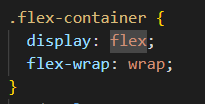 .flex-container {
display: flex;
flex-wrap: wrap;
}